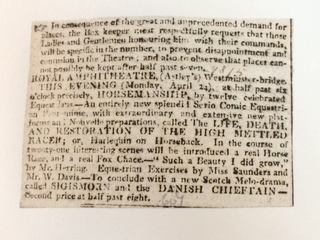 To consequence of the great and unprecedented demand for
places, the Box keeper most respectfully requests that those
Ladies and Gentlemen honouring him with their commands,
will be specific in the number, to prevent disappointment and
confusion in the Theatre; and also to observe that places can-
not possibly be kept after half past
ROYAL AMPHITHEATRE, (Astley's) Westminster-bridge.
THIS EVENING (Monday, April 24), at half past six
o'clock precisely, HORSEMANSHIP, by twelve celebrated
Equestrians—An entirely new splendid Serio Comic Equestri-
an Pantomime, with extraordinary and extensive new plat-
forms and Novelle preparations, called The LIFE, DEATH,
AND RESTORATION OF THE HIGH METTLED
RACER; or, Harlequin on Horseback. In the course of
twenty-one interesting scenes will be introduced a real Horse
Race, and a real Fox Chace.—"Such a Beauty I did grow,"
by Mr. Herring. Equestrian Exercises by Miss Saunders and
Mr. W. Davis.—To conclude with a new Scotch Melo-drama,
called SIGISMORN and the DANISH CHIEFTAIN—
Second price at half past eight.